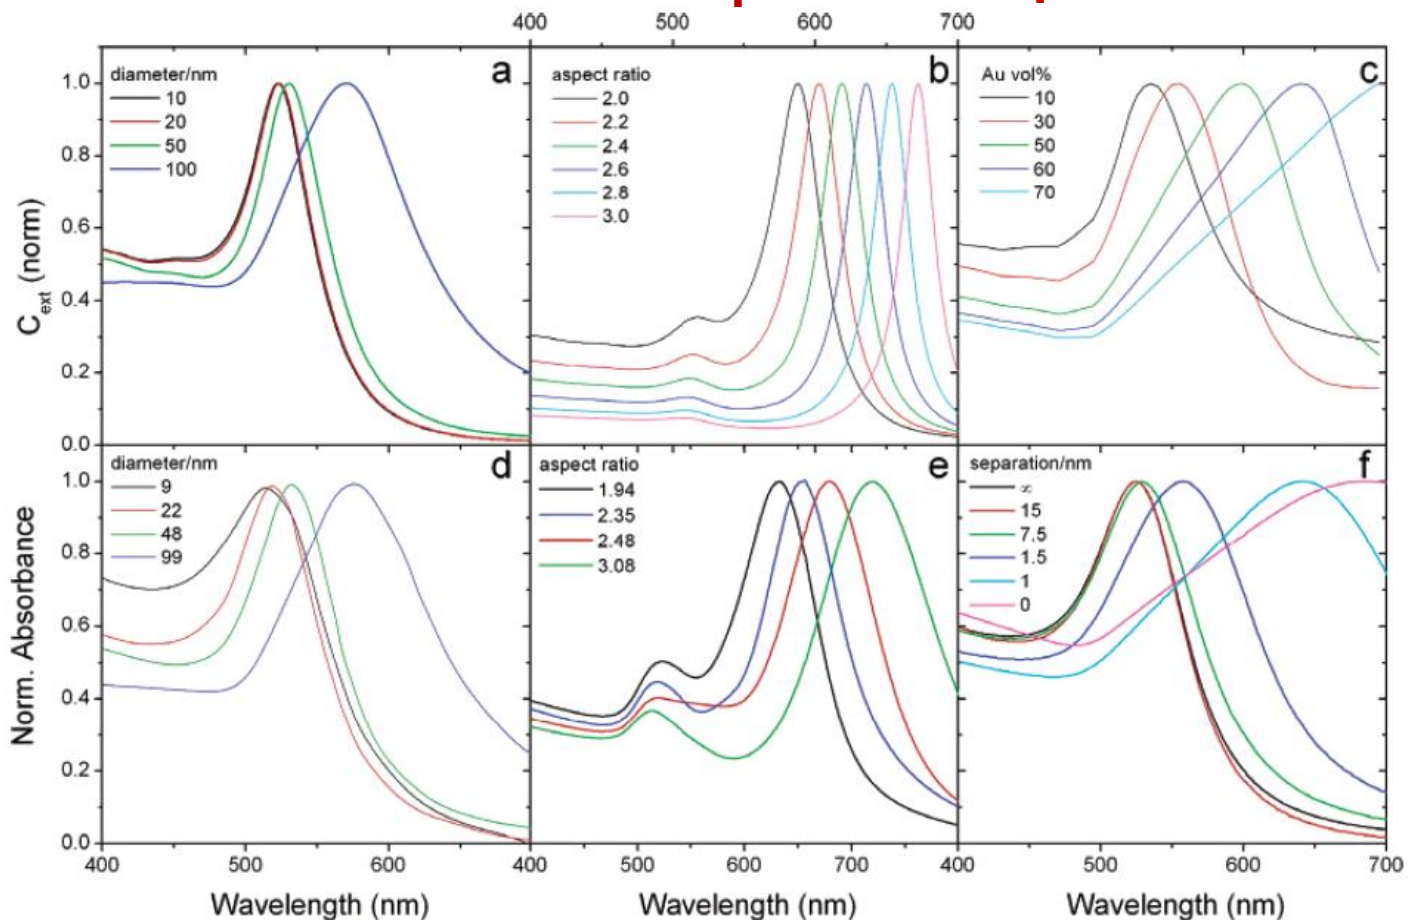 400 500 600 700
diameter/nm
10
20
50
100
a
aspect ratio
2.0
2.2
2.4
2.6
2.8
3.0
b
Au vol%
10
30
50
60
70
c
1.0
0.8
0.6
0.4
0.2
0.0
C_ext (norm)
diameter/nm
9
22
48
99
d
aspect ratio
1.94
2.35
2.48
3.08
e
separation/nm
∞
15
7.5
1.5
1
0
f
1.0
0.8
0.6
0.4
0.2
0.0
Norm. Absorbance
400 500 600 400 500 600 700 400 500 600 700
Wavelength (nm) Wavelength (nm) Wavelength (nm)